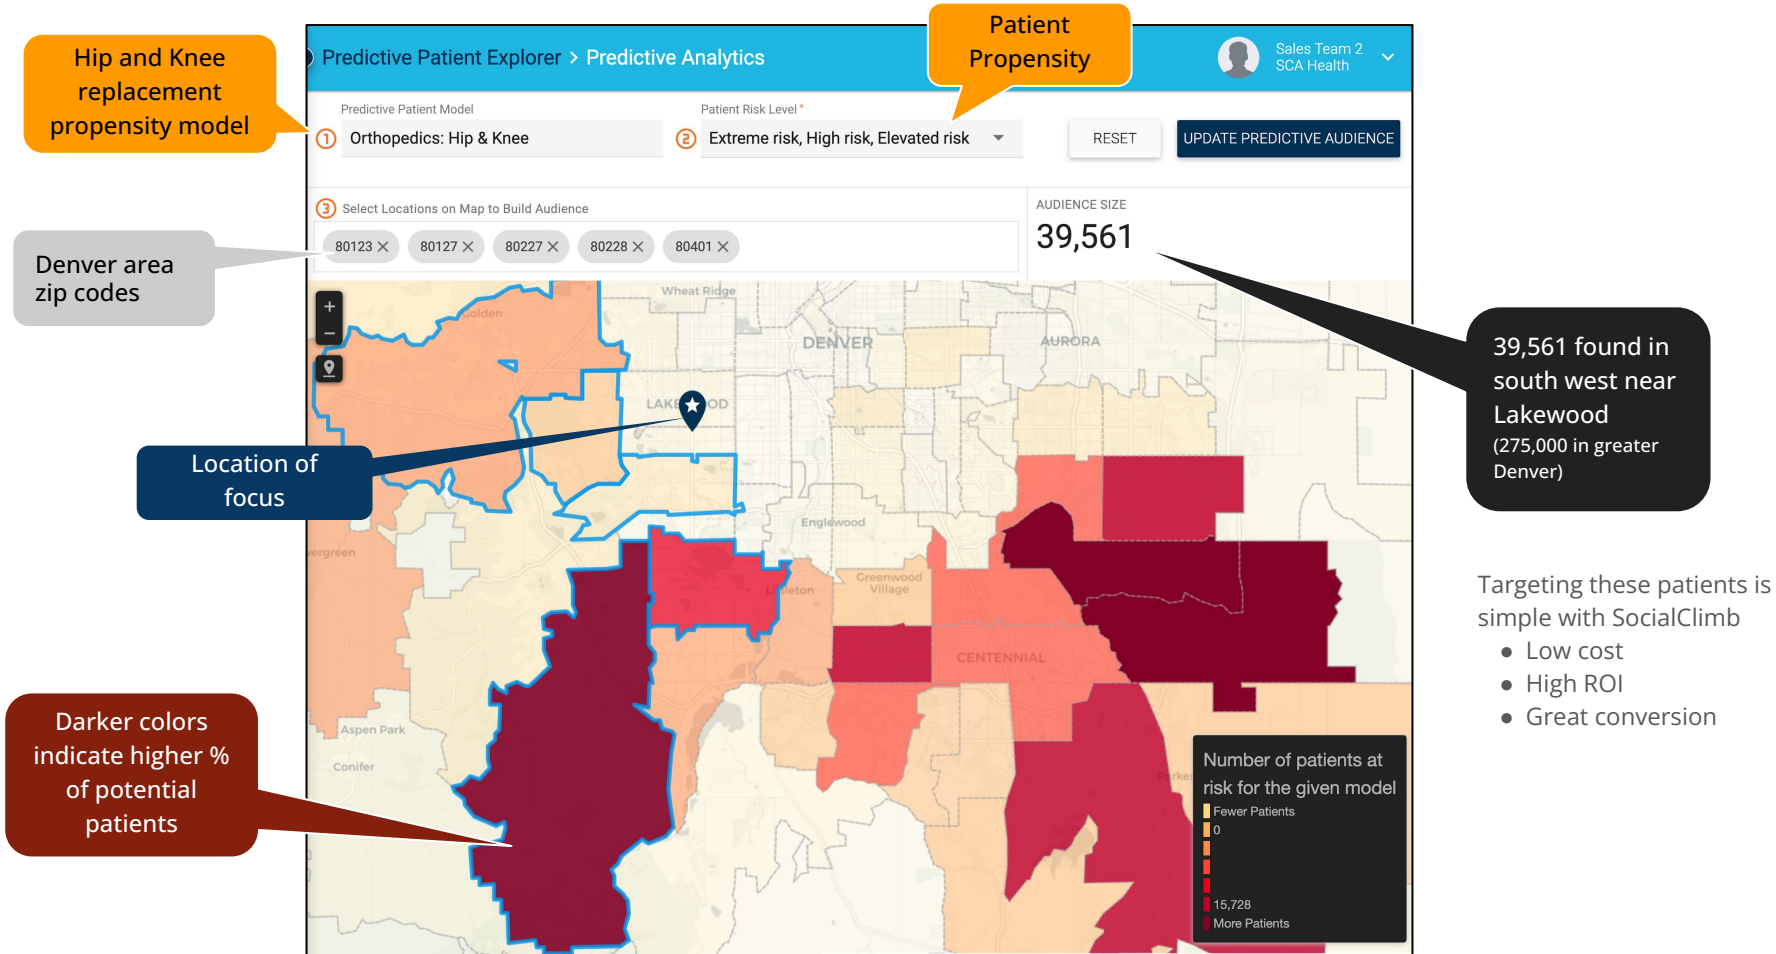 Hip and Knee
replacement
propensity model
Patient
Propensity
Predictive Patient Explorer > Predictive Analytics
Sales Team 2
SCA Health
Predictive Patient Model
Patient Risk Level *
1
Orthopedics: Hip & Knee
2
Extreme risk, High risk, Elevated risk
RESET
UPDATE PREDICTIVE AUDIENCE
3 Select Locations on Map to Build Audience
80123 ×
80127 ×
80227 ×
80228 ×
80401 ×
AUDIENCE SIZE
39,561
Denver area
zip codes
39,561 found in
south west near
Lakewood
(275,000 in greater
Denver)
+
−
Wheat Ridge
Golden
DENVER
AURORA
Location of
focus
Englewood
Greenwood
Village
CENTENNIAL
Aspen Park
Conifer
Darker colors
indicate higher %
of potential
patients
Targeting these patients is
simple with SocialClimb
● Low cost
● High ROI
● Great conversion
Number of patients at
risk for the given model
Fewer Patients
0
15,728
More Patients